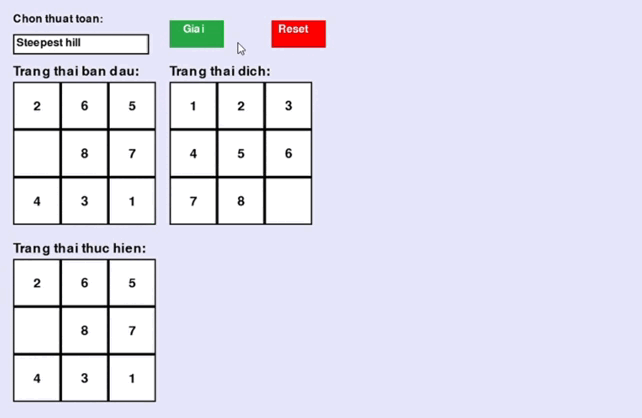 Chon thuat toan:
Giai
Reset
Steepest hill
Trang thai ban dau:
Trang thai dich:
2 6 5
1 2 3
8 7
4 5 6
4 3 1
7 8
Trang thai thuc hien:
2 6 5
8 7
4 3 1